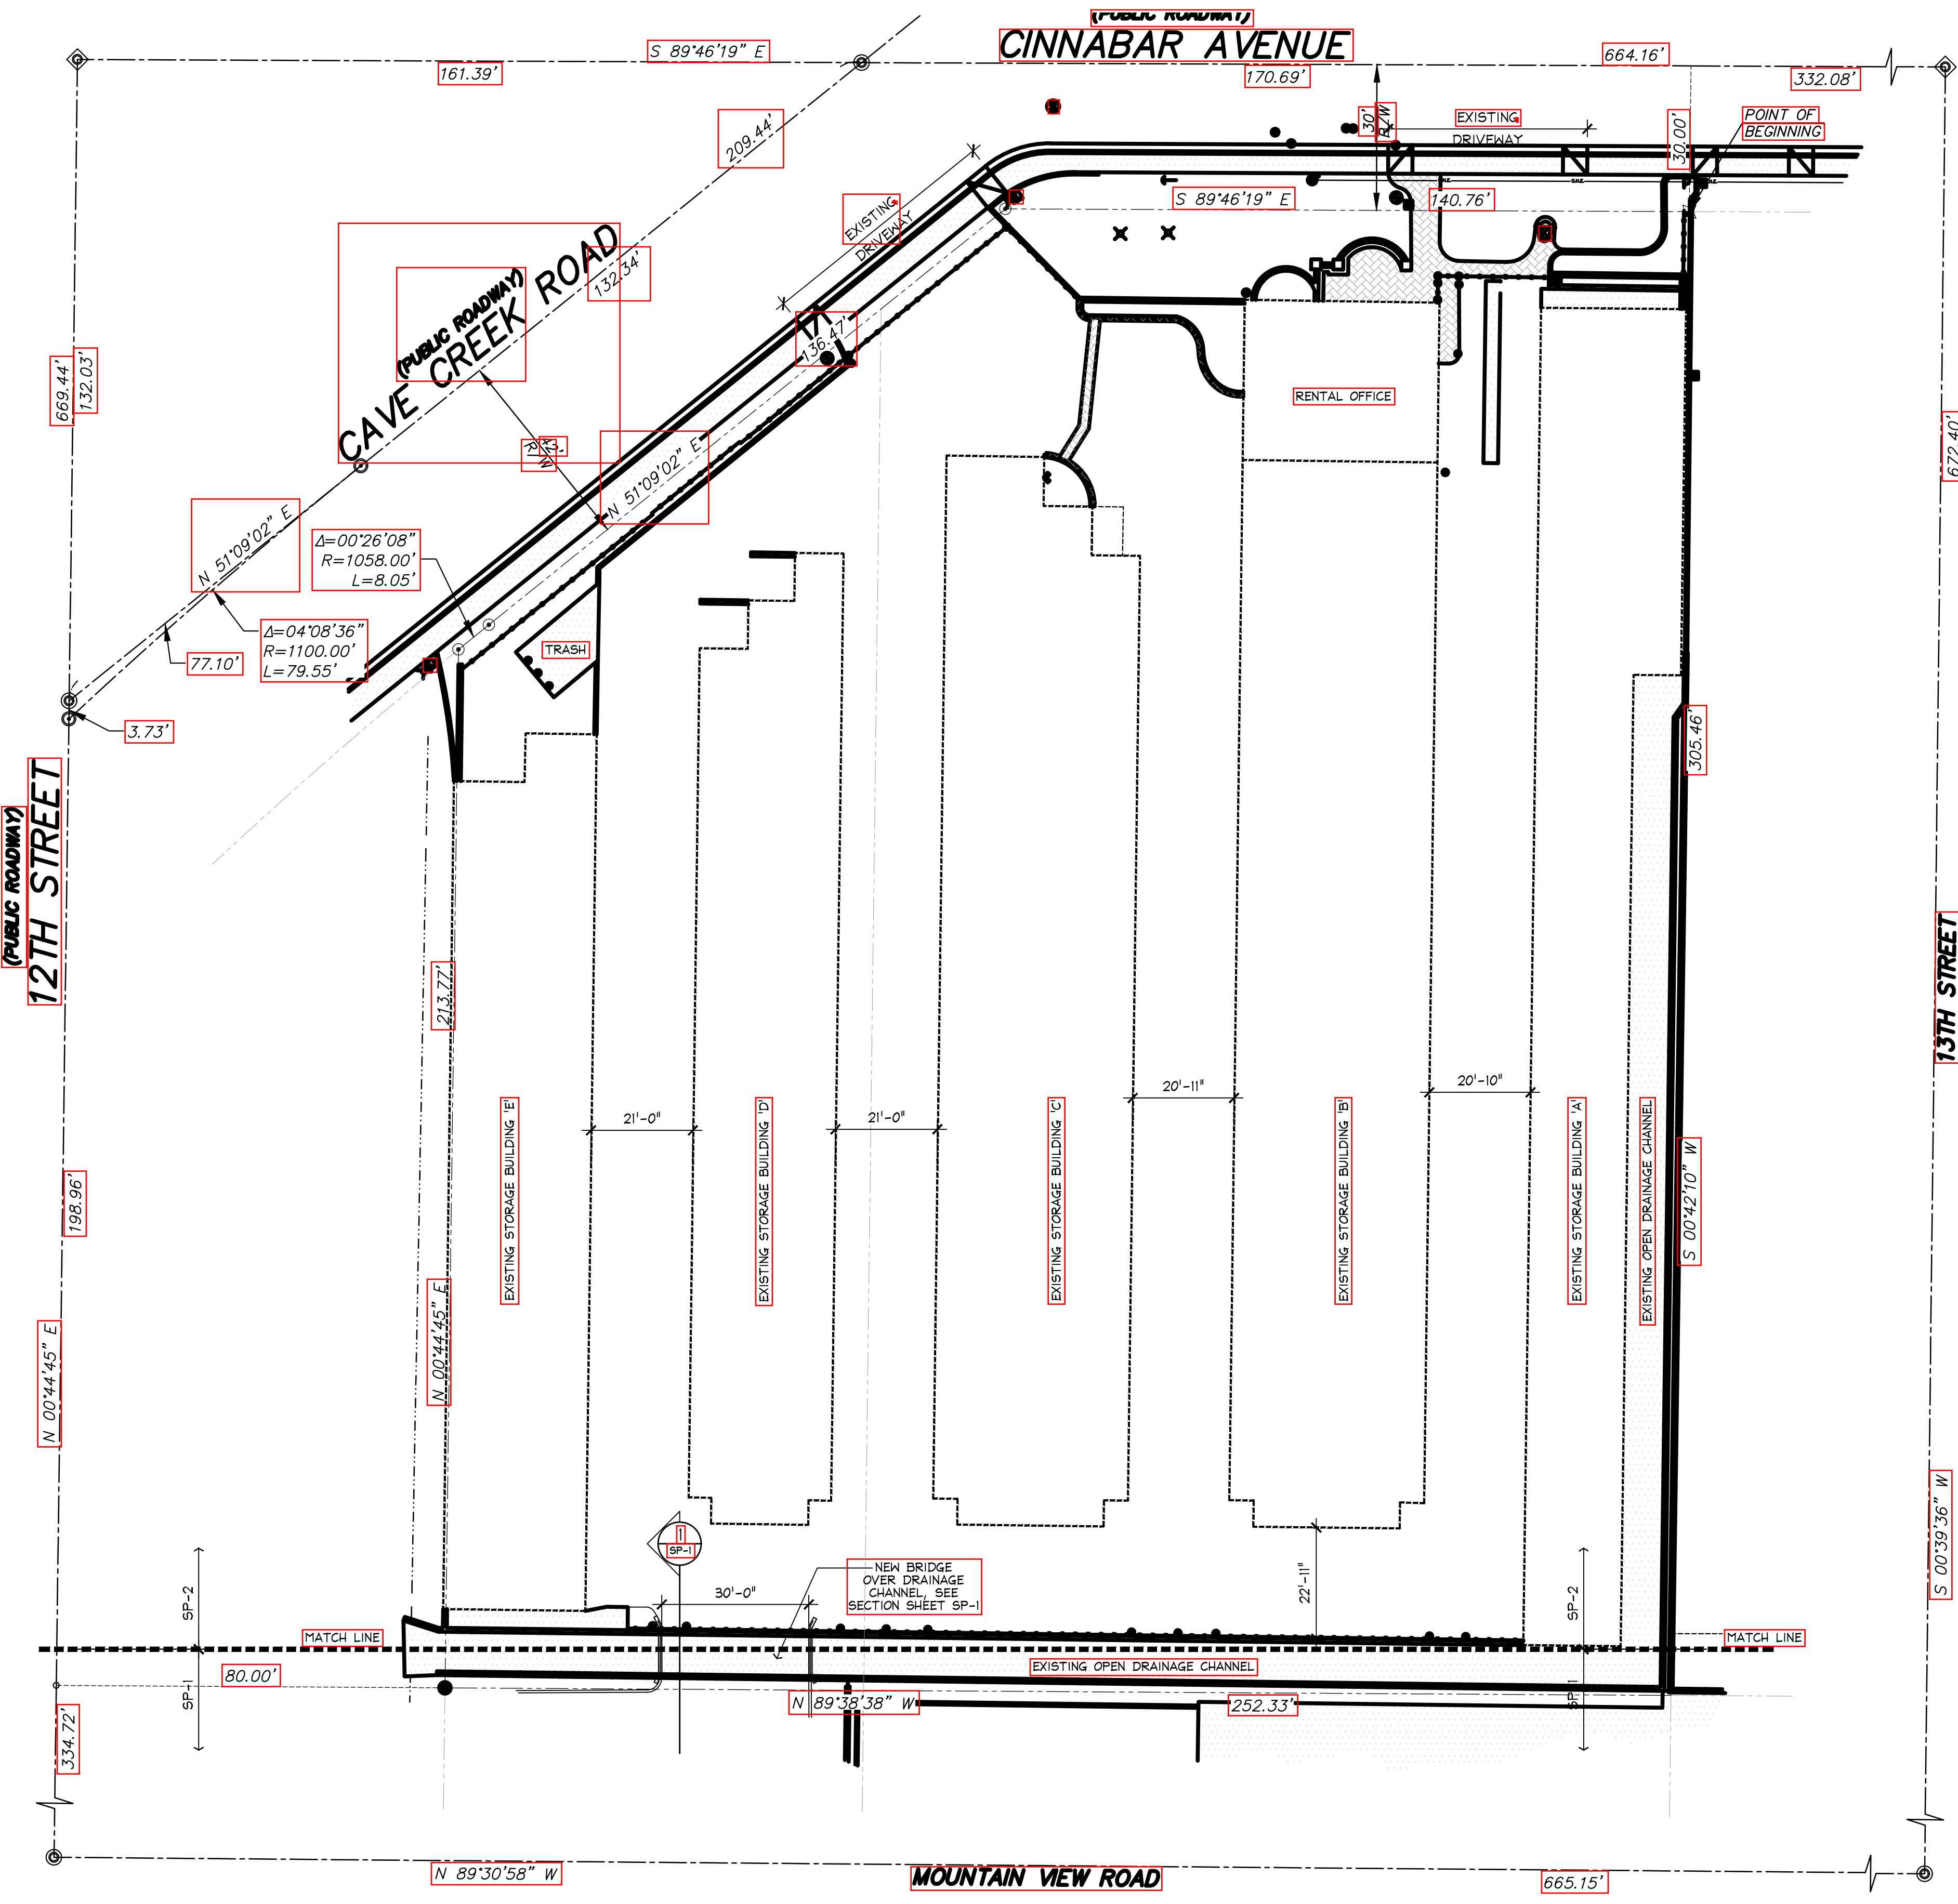 (PUBLIC ROADWAY)
CINNABAR AVENUE
S 89°46'19" E
161.39'
170.69'
664.16'
332.08'
209.44'
30'
R/W
EXISTING
DRIVEWAY
30.00'
POINT OF
BEGINNING
S 89°46'19" E
140.76'
EXISTING
DRIVEWAY
CAVE CREEK ROAD
(PUBLIC ROADWAY)
132.34'
136.47'
669.44'
132.03'
RENTAL OFFICE
672.40'
42'
R/W
N 51°09'02" E
N 51°09'02" E
Δ=00°26'08"
R=1058.00'
L=8.05'
Δ=04°08'36"
R=1100.00'
L=79.55'
77.10'
TRASH
3.73'
305.46'
12TH STREET
(PUBLIC ROADWAY)
13TH STREET
213.77'
21'-0"
21'-0"
20'-11"
20'-10"
EXISTING STORAGE BUILDING 'E'
EXISTING STORAGE BUILDING 'D'
EXISTING STORAGE BUILDING 'C'
EXISTING STORAGE BUILDING 'B'
EXISTING STORAGE BUILDING 'A'
EXISTING OPEN DRAINAGE CHANNEL
S 00°42'10" W
198.96'
N 00°44'45" E
N 00°44'45" E
S 00°39'36" W
1
SP-1
NEW BRIDGE
OVER DRAINAGE
CHANNEL, SEE
SECTION SHEET SP-1
30'-0"
22'-11"
SP-2
SP-2
MATCH LINE
MATCH LINE
EXISTING OPEN DRAINAGE CHANNEL
80.00'
SP-1
SP-1
N 89°38'38" W
252.33'
334.72'
N 89°30'58" W
MOUNTAIN VIEW ROAD
665.15'